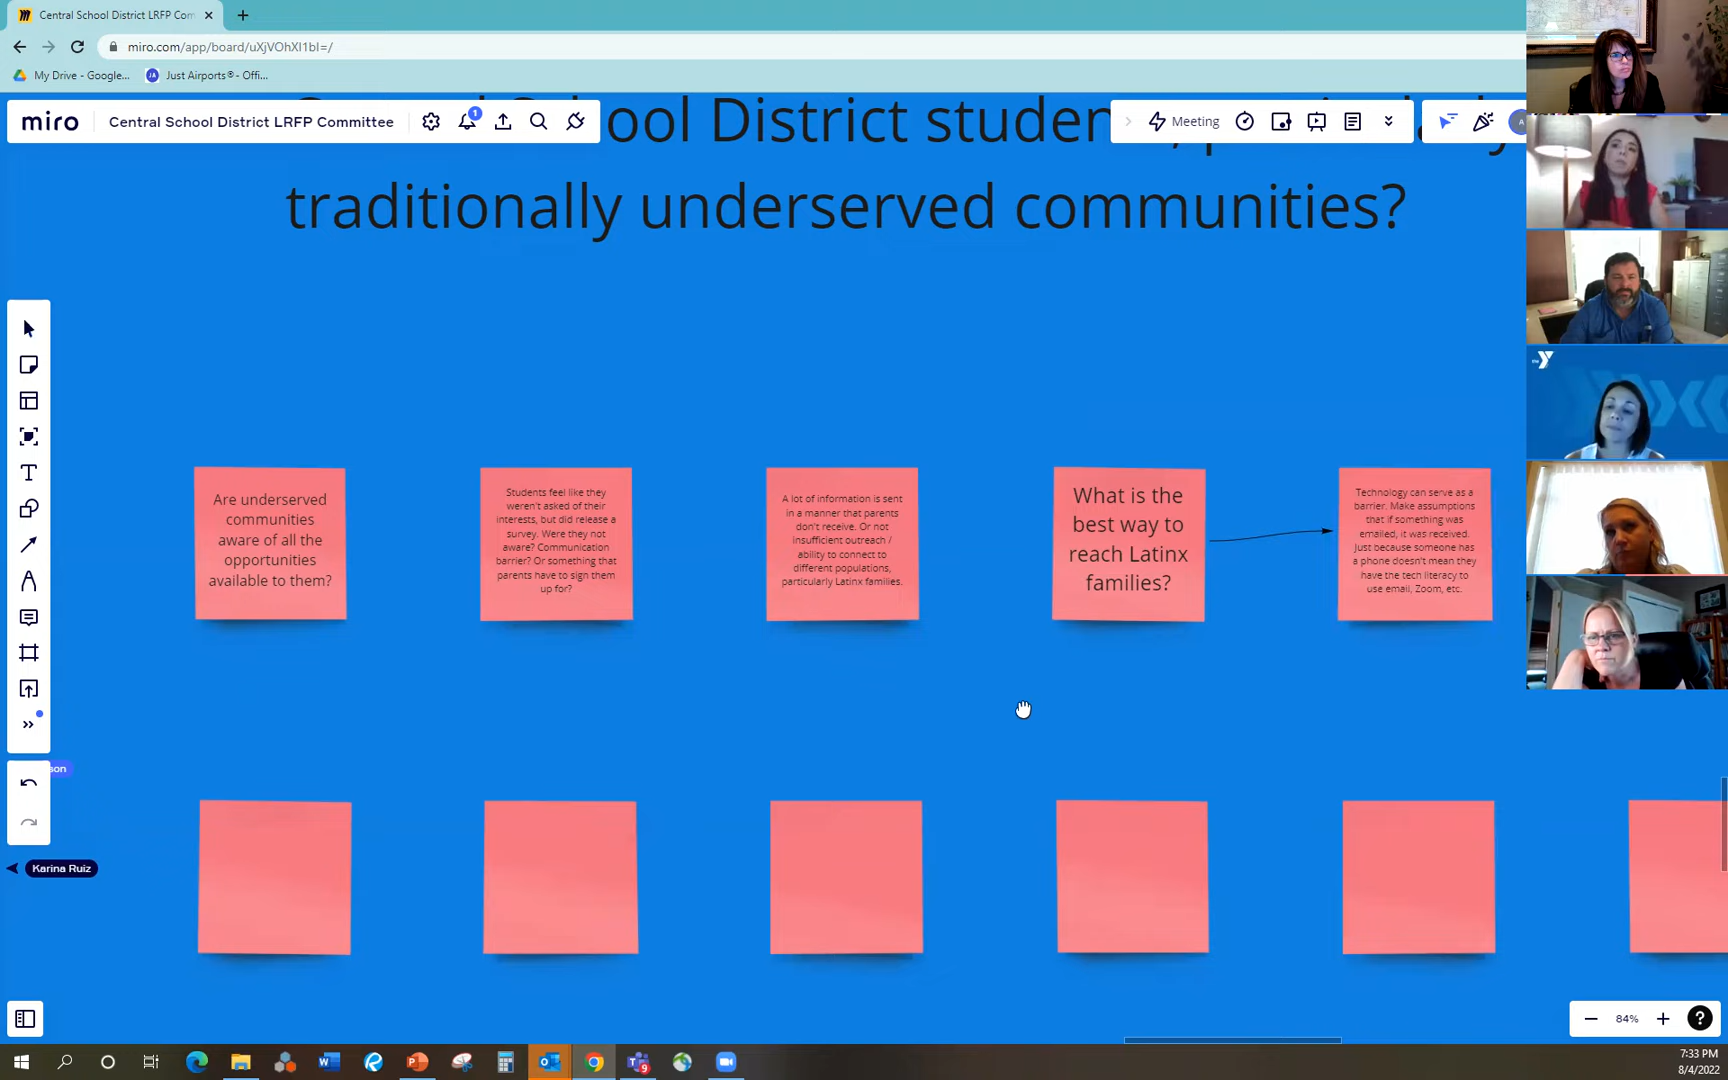 Central School District LRFP Com
miro.com/app/board/uXjVOhXI1bI=/
My Drive - Google...
Just Airports® - Offi...
miro
Central School District LRFP Committee
1
Meeting
A
ool District studen
traditionally underserved communities?
the
Are underserved
communities
aware of all the
opportunities
available to them?
Students feel like they
weren't asked of their
interests, but did release a
survey. Were they not
aware? Communication
barrier? Or something that
parents have to sign them
up for?
A lot of information is sent
in a manner that parents
don't receive. Or not
insufficient outreach /
ability to connect to
different populations,
particularly Latinx families.
What is the
best way to
reach Latinx
families?
Technology can serve as a
barrier. Make assumptions
that if something was
emailed, it was received.
Just because someone has
a phone doesn't mean they
have the tech literacy to
use email, Zoom, etc.
son
Karina Ruiz
84%
?
9
7:33 PM
8/4/2022